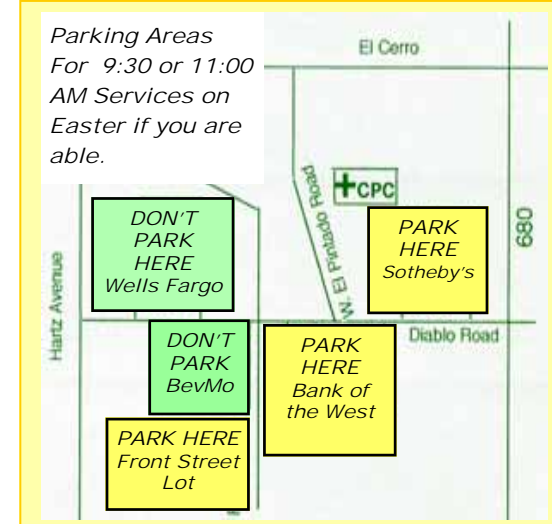 Parking Areas
For 9:30 or 11:00
AM Services on
Easter if you are
able.
El Cerro
CPC
W. El Pintado Road
680
Hartz Avenue
DON'T
PARK
HERE
Wells Fargo
PARK
HERE
Sotheby's
Diablo Road
DON'T
PARK
BevMo
PARK
HERE
Bank of
the West
PARK HERE
Front Street
Lot